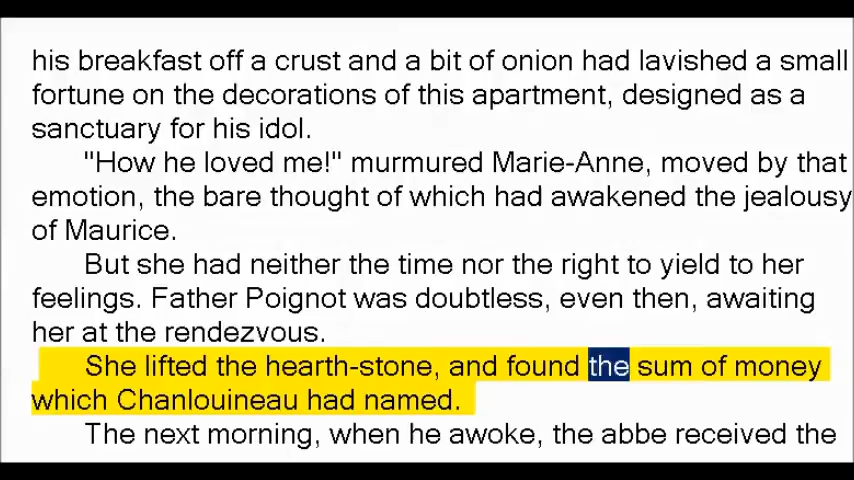 his breakfast off a crust and a bit of onion had lavished a small
fortune on the decorations of this apartment, designed as a
sanctuary for his idol.
"How he loved me!" murmured Marie-Anne, moved by that
emotion, the bare thought of which had awakened the jealousy
of Maurice.
But she had neither the time nor the right to yield to her
feelings. Father Poignot was doubtless, even then, awaiting
her at the rendezvous.
She lifted the hearth-stone, and found the sum of money
which Chanlouineau had named.
The next morning, when he awoke, the abbe received the